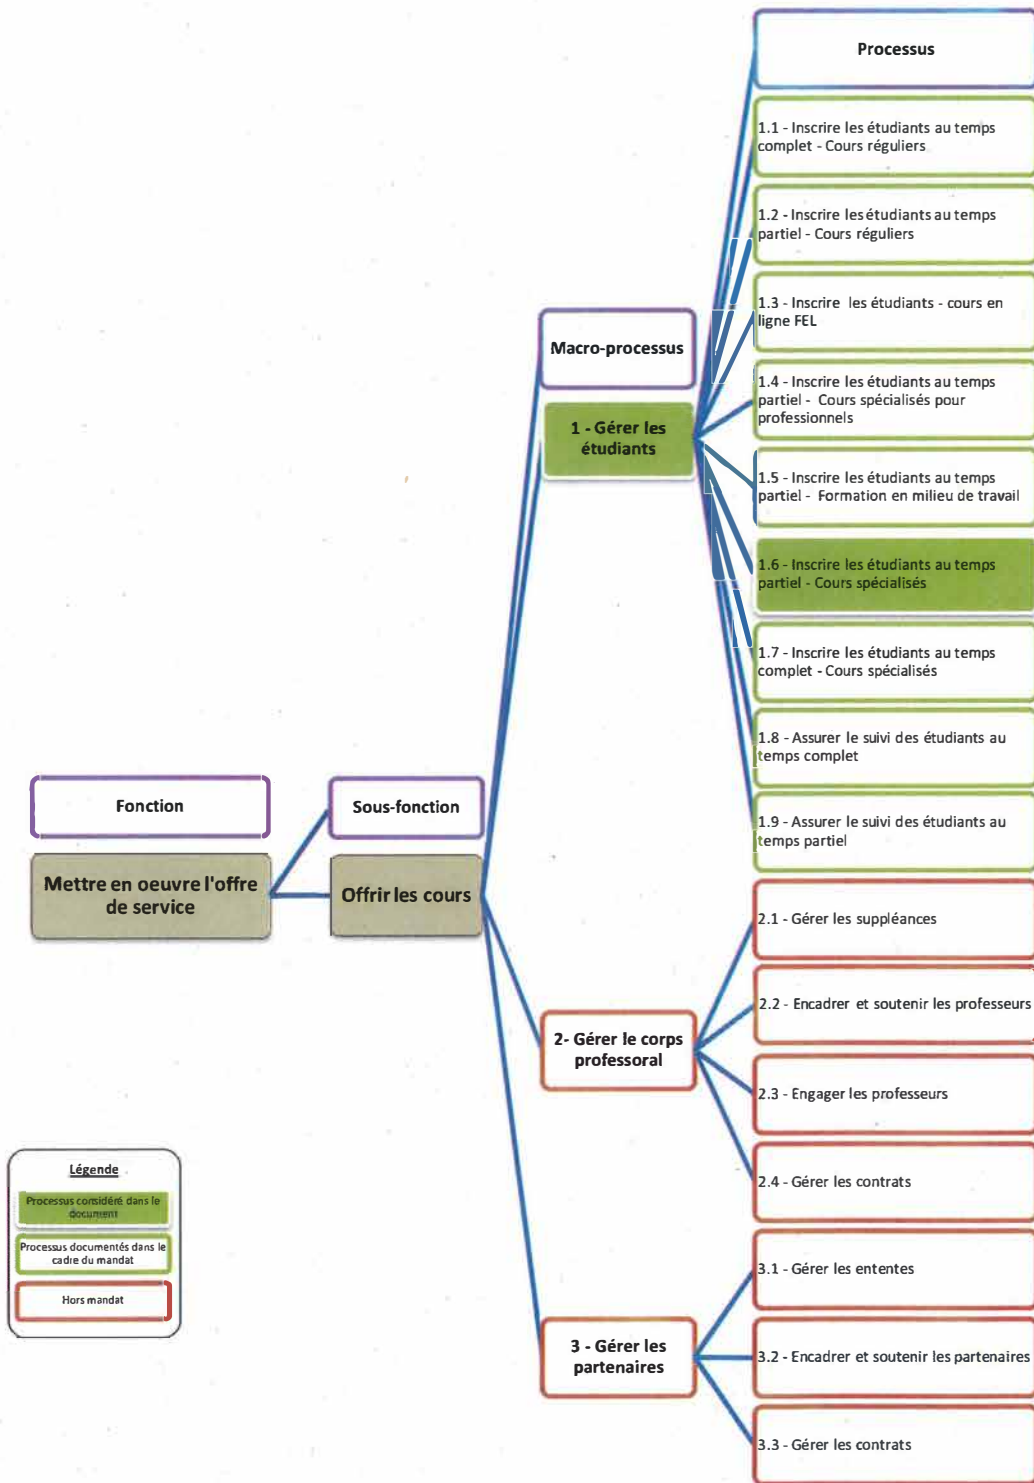 Processus
1.1 - Inscrire les étudiants au temps
complet - Cours réguliers
1.2 - Inscrire les étudiants au temps
partiel - Cours réguliers
1.3 - Inscrire les étudiants - cours en
ligne FEL
Macro-processus
1.4 - Inscrire les étudiants au temps
partiel - Cours spécialisés pour
professionnels
1 - Gérer les
étudiants
1.5 - Inscrire les étudiants au temps
partiel - Formation en milieu de travail
1.6 - Inscrire les étudiants au temps
partiel - Cours spécialisés
1.7 - Inscrire les étudiants au temps
complet - Cours spécialisés
1.8 - Assurer le suivi des étudiants au
temps complet
Fonction
Sous-fonction
1.9 - Assurer le suivi des étudiants au
temps partiel
Mettre en oeuvre l'offre
de service
Offrir les cours
2.1 - Gérer les suppléances
2.2 - Encadrer et soutenir les professeurs
2- Gérer le corps
professoral
2.3 - Engager les professeurs
2.4 - Gérer les contrats
Légende
Processus considéré dans le
document
Processus documentés dans le
cadre du mandat
Hors mandat
3.1 - Gérer les ententes
3 - Gérer les
partenaires
3.2 - Encadrer et soutenir les partenaires
3.3 - Gérer les contrats